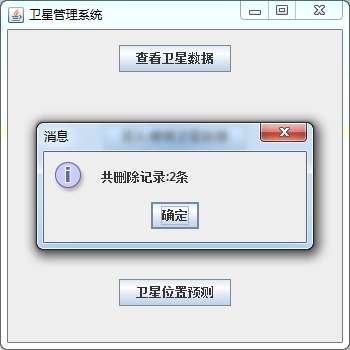 卫星管理系统
查看卫星数据
消息
共删除记录:2条
确定
卫星位置预测